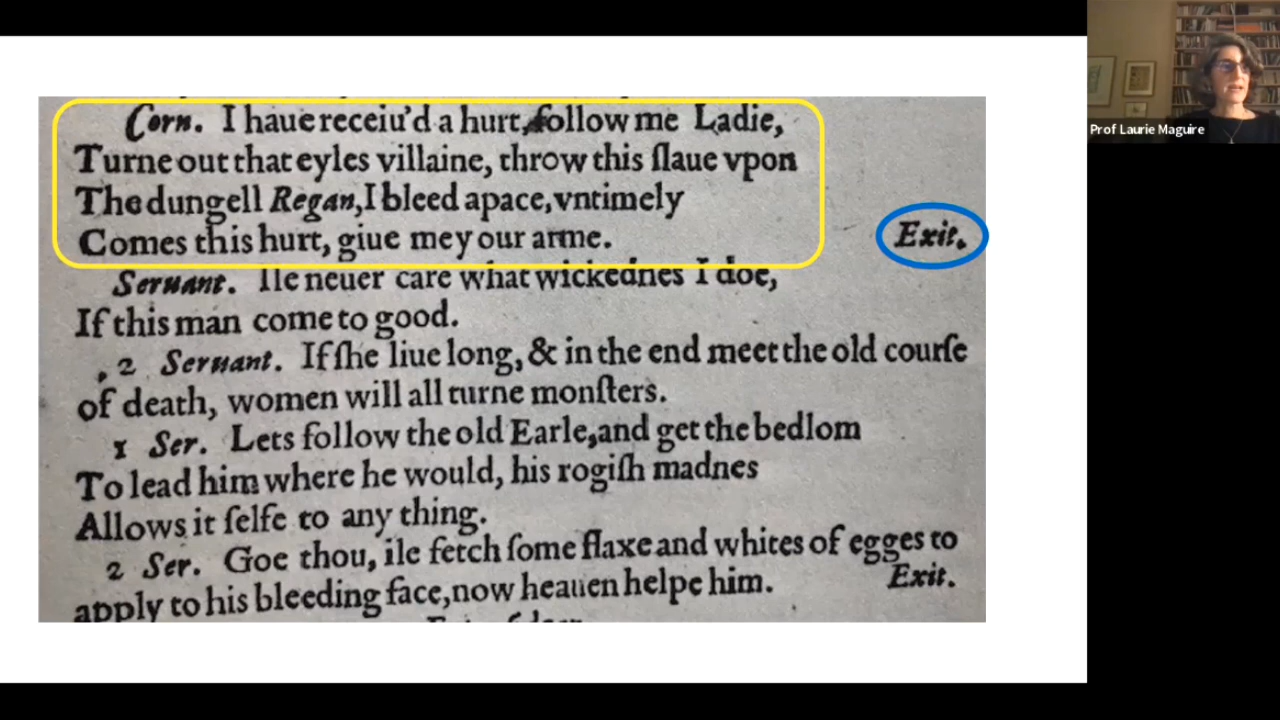 Corn. I haue receiu'd a hurt, follow me Ladie,
Turne out that eyles villaine, throw this ſlaue vpon
The dungell Regan, I bleed apace, vntimely
Comes this hurt, giue mey our arme. Exit.
Seruant. Ile neuer care what wickednes I doe,
If this man come to good.
2 Seruant. If ſhe liue long, & in the end meet the old courſe
of death, women will all turne monſters.
1 Ser. Lets follow the old Earle, and get the bedlom
To lead him where he would, his rogiſh madnes
Allows it ſelfe to any thing.
2 Ser. Goe thou, ile fetch ſome flaxe and whites of egges to
apply to his bleeding face, now heauen helpe him. Exit.
Prof Laurie Maguire